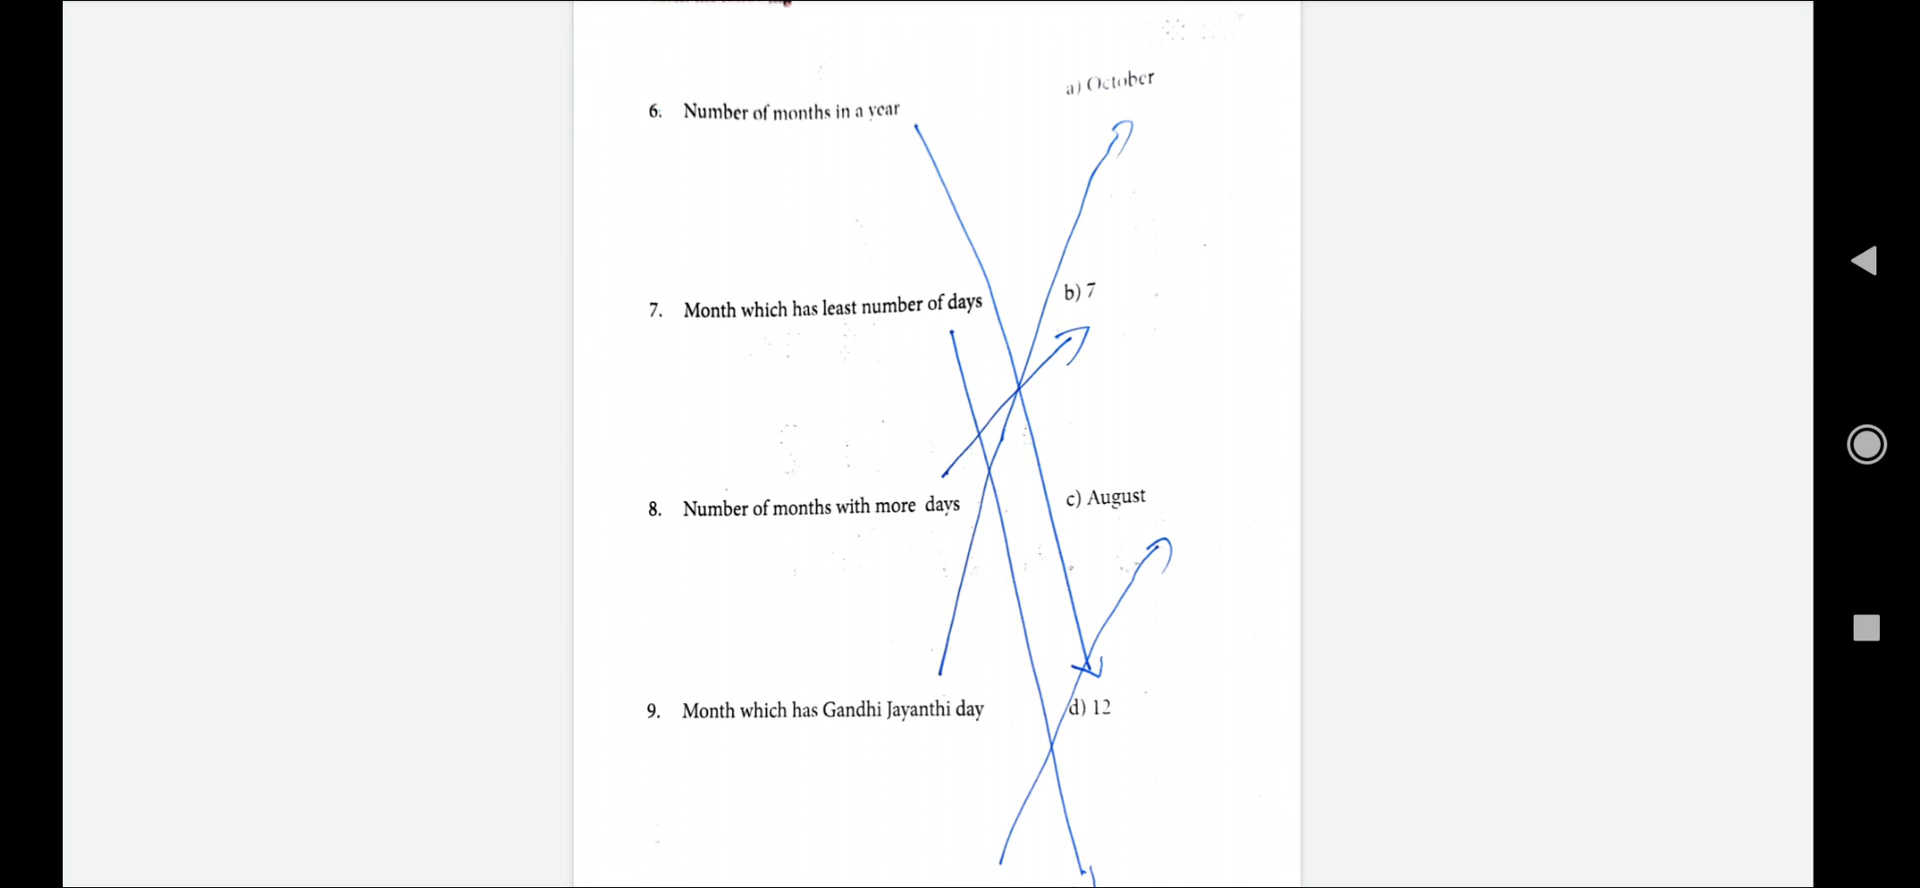 a) October
6. Number of months in a year
b) 7
7. Month which has least number of days
c) August
8. Number of months with more days
9. Month which has Gandhi Jayanthi day
d) 12